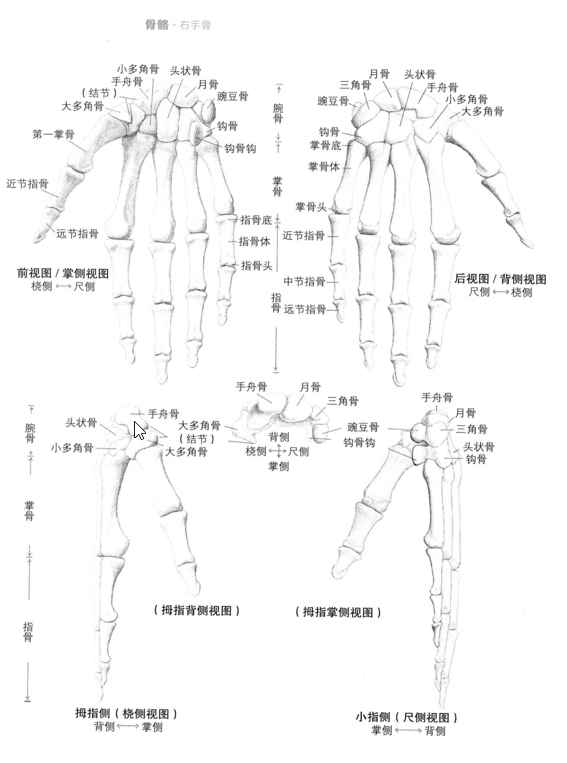 骨骼·右手骨
小多角骨
头状骨
手舟骨
月骨
（结节）
豌豆骨
大多角骨
钩骨
第一掌骨
钩骨钩
近节指骨
指骨底
远节指骨
指骨体
指骨头
前视图/掌侧视图
桡侧←→尺侧
腕骨
掌骨
指骨
月骨
头状骨
三角骨
手舟骨
豌豆骨
小多角骨
大多角骨
钩骨
掌骨底
掌骨体
掌骨头
近节指骨
中节指骨
远节指骨
后视图/背侧视图
尺侧←→桡侧
腕骨
掌骨
指骨
手舟骨
头状骨
小多角骨
大多角骨
（拇指背侧视图）
拇指侧（桡侧视图）
背侧←→掌侧
手舟骨
月骨
三角骨
大多角骨
（结节）
豌豆骨
钩骨钩
背侧
桡侧 尺侧
掌侧
手舟骨
月骨
三角骨
头状骨
钩骨
（拇指掌侧视图）
小指侧（尺侧视图）
掌侧←→背侧